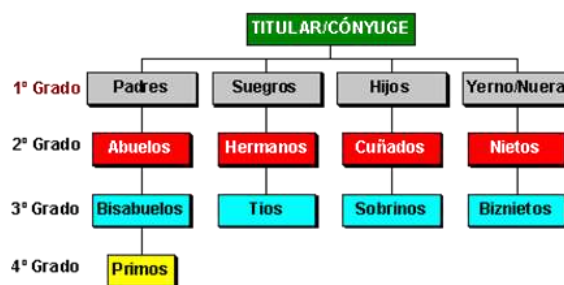 TITULAR/CÓNYUGE
1º Grado Padres Suegros Hijos Yerno/Nuera
2º Grado Abuelos Hermanos Cuñados Nietos
3º Grado Bisabuelos Tíos Sobrinos Biznietos
4º Grado Primos